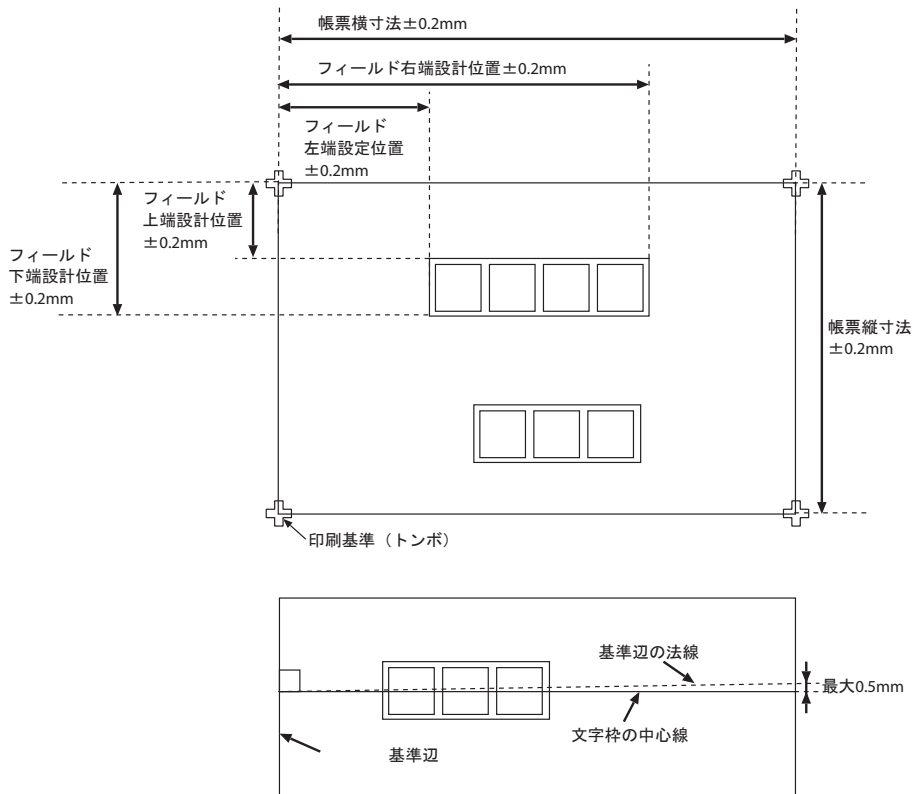 帳票横寸法±0.2mm
フィールド右端設計位置±0.2mm
フィールド
左端設定位置
±0.2mm
フィールド
上端設計位置
±0.2mm
フィールド
下端設計位置
±0.2mm
帳票縦寸法
±0.2mm
印刷基準（トンボ）
基準辺の法線
最大0.5mm
文字枠の中心線
基準辺